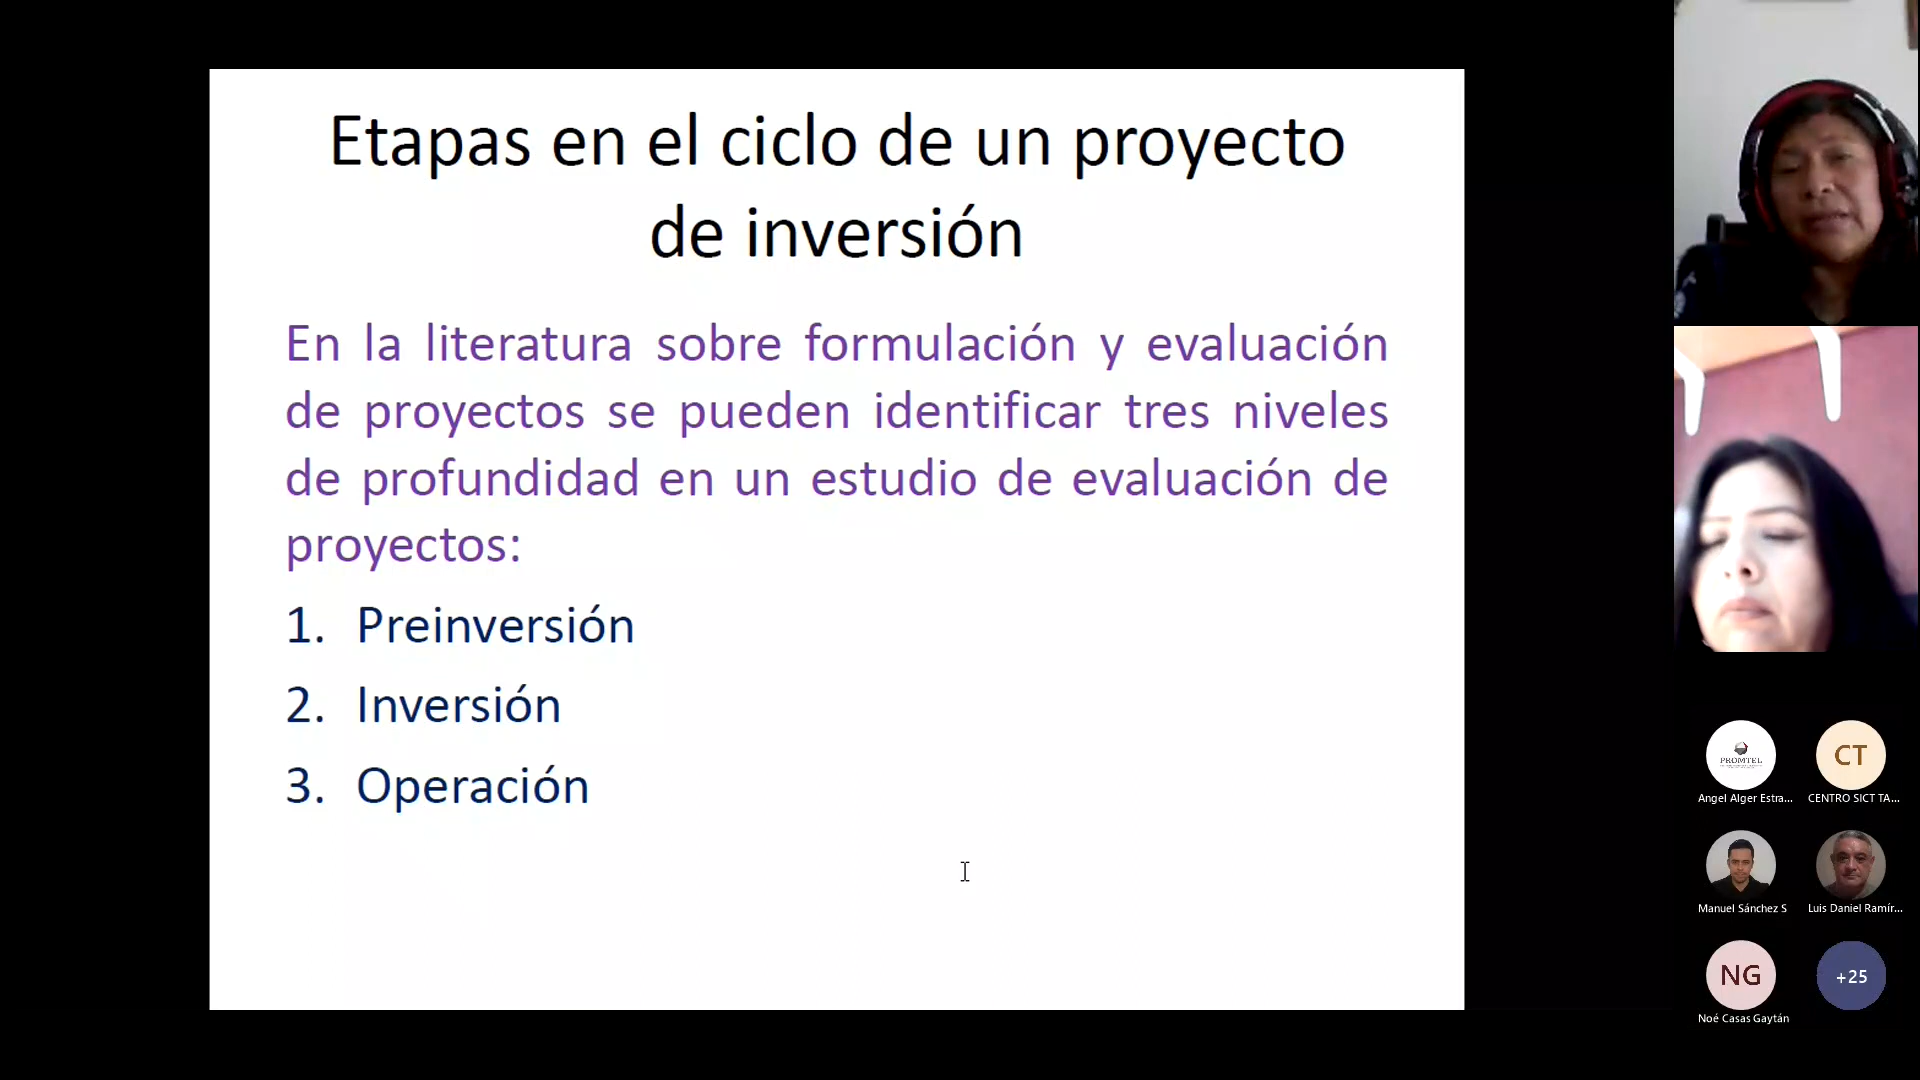 Etapas en el ciclo de un proyecto
de inversión
En la literatura sobre formulación y evaluación
de proyectos se pueden identificar tres niveles
de profundidad en un estudio de evaluación de
proyectos:
1. Preinversión
2. Inversión
3. Operación
PROMTEL
CT
Angel Alger Estra...
CENTRO SICT TA...
Manuel Sánchez S
Luis Daniel Ramír...
NG
+25
Noé Casas Gaytán